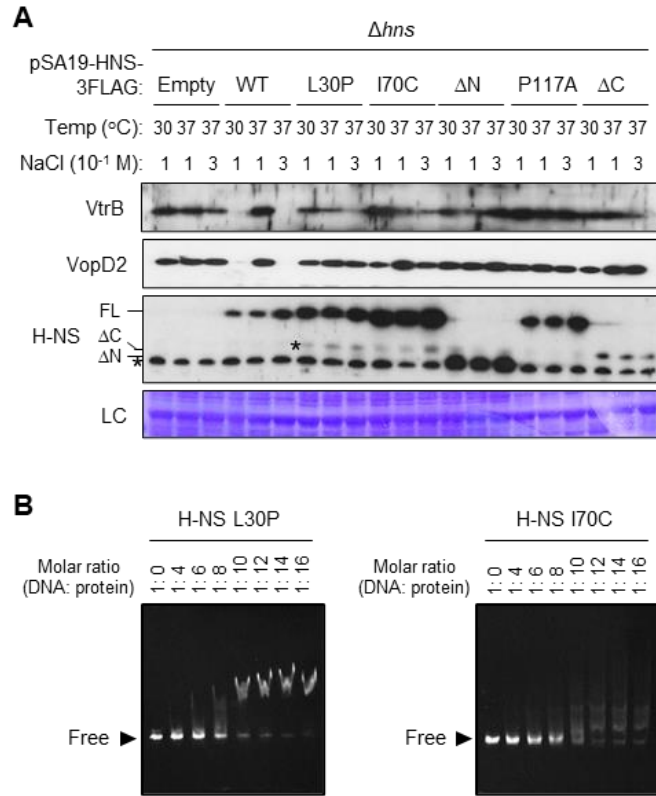 A
Δhns
pSA19-HNS-
3FLAG: Empty WT L30P I70C ΔN P117A ΔC
Temp (°C): 30 37 37 30 37 37 30 37 37 30 37 37 30 37 37 30 37 37 30 37 37
NaCl (10⁻¹ M): 1 1 3 1 1 3 1 1 3 1 1 3 1 1 3 1 1 3 1 1 3
VtrB
VopD2
FL
H-NS
ΔC *
ΔN
*
LC
B
H-NS L30P H-NS I70C
Molar ratio
(DNA: protein) 1: 0 1: 4 1: 6 1: 8 1: 10 1: 12 1: 14 1: 16
Molar ratio
(DNA: protein) 1: 0 1: 4 1: 6 1: 8 1: 10 1: 12 1: 14 1: 16
Free Free